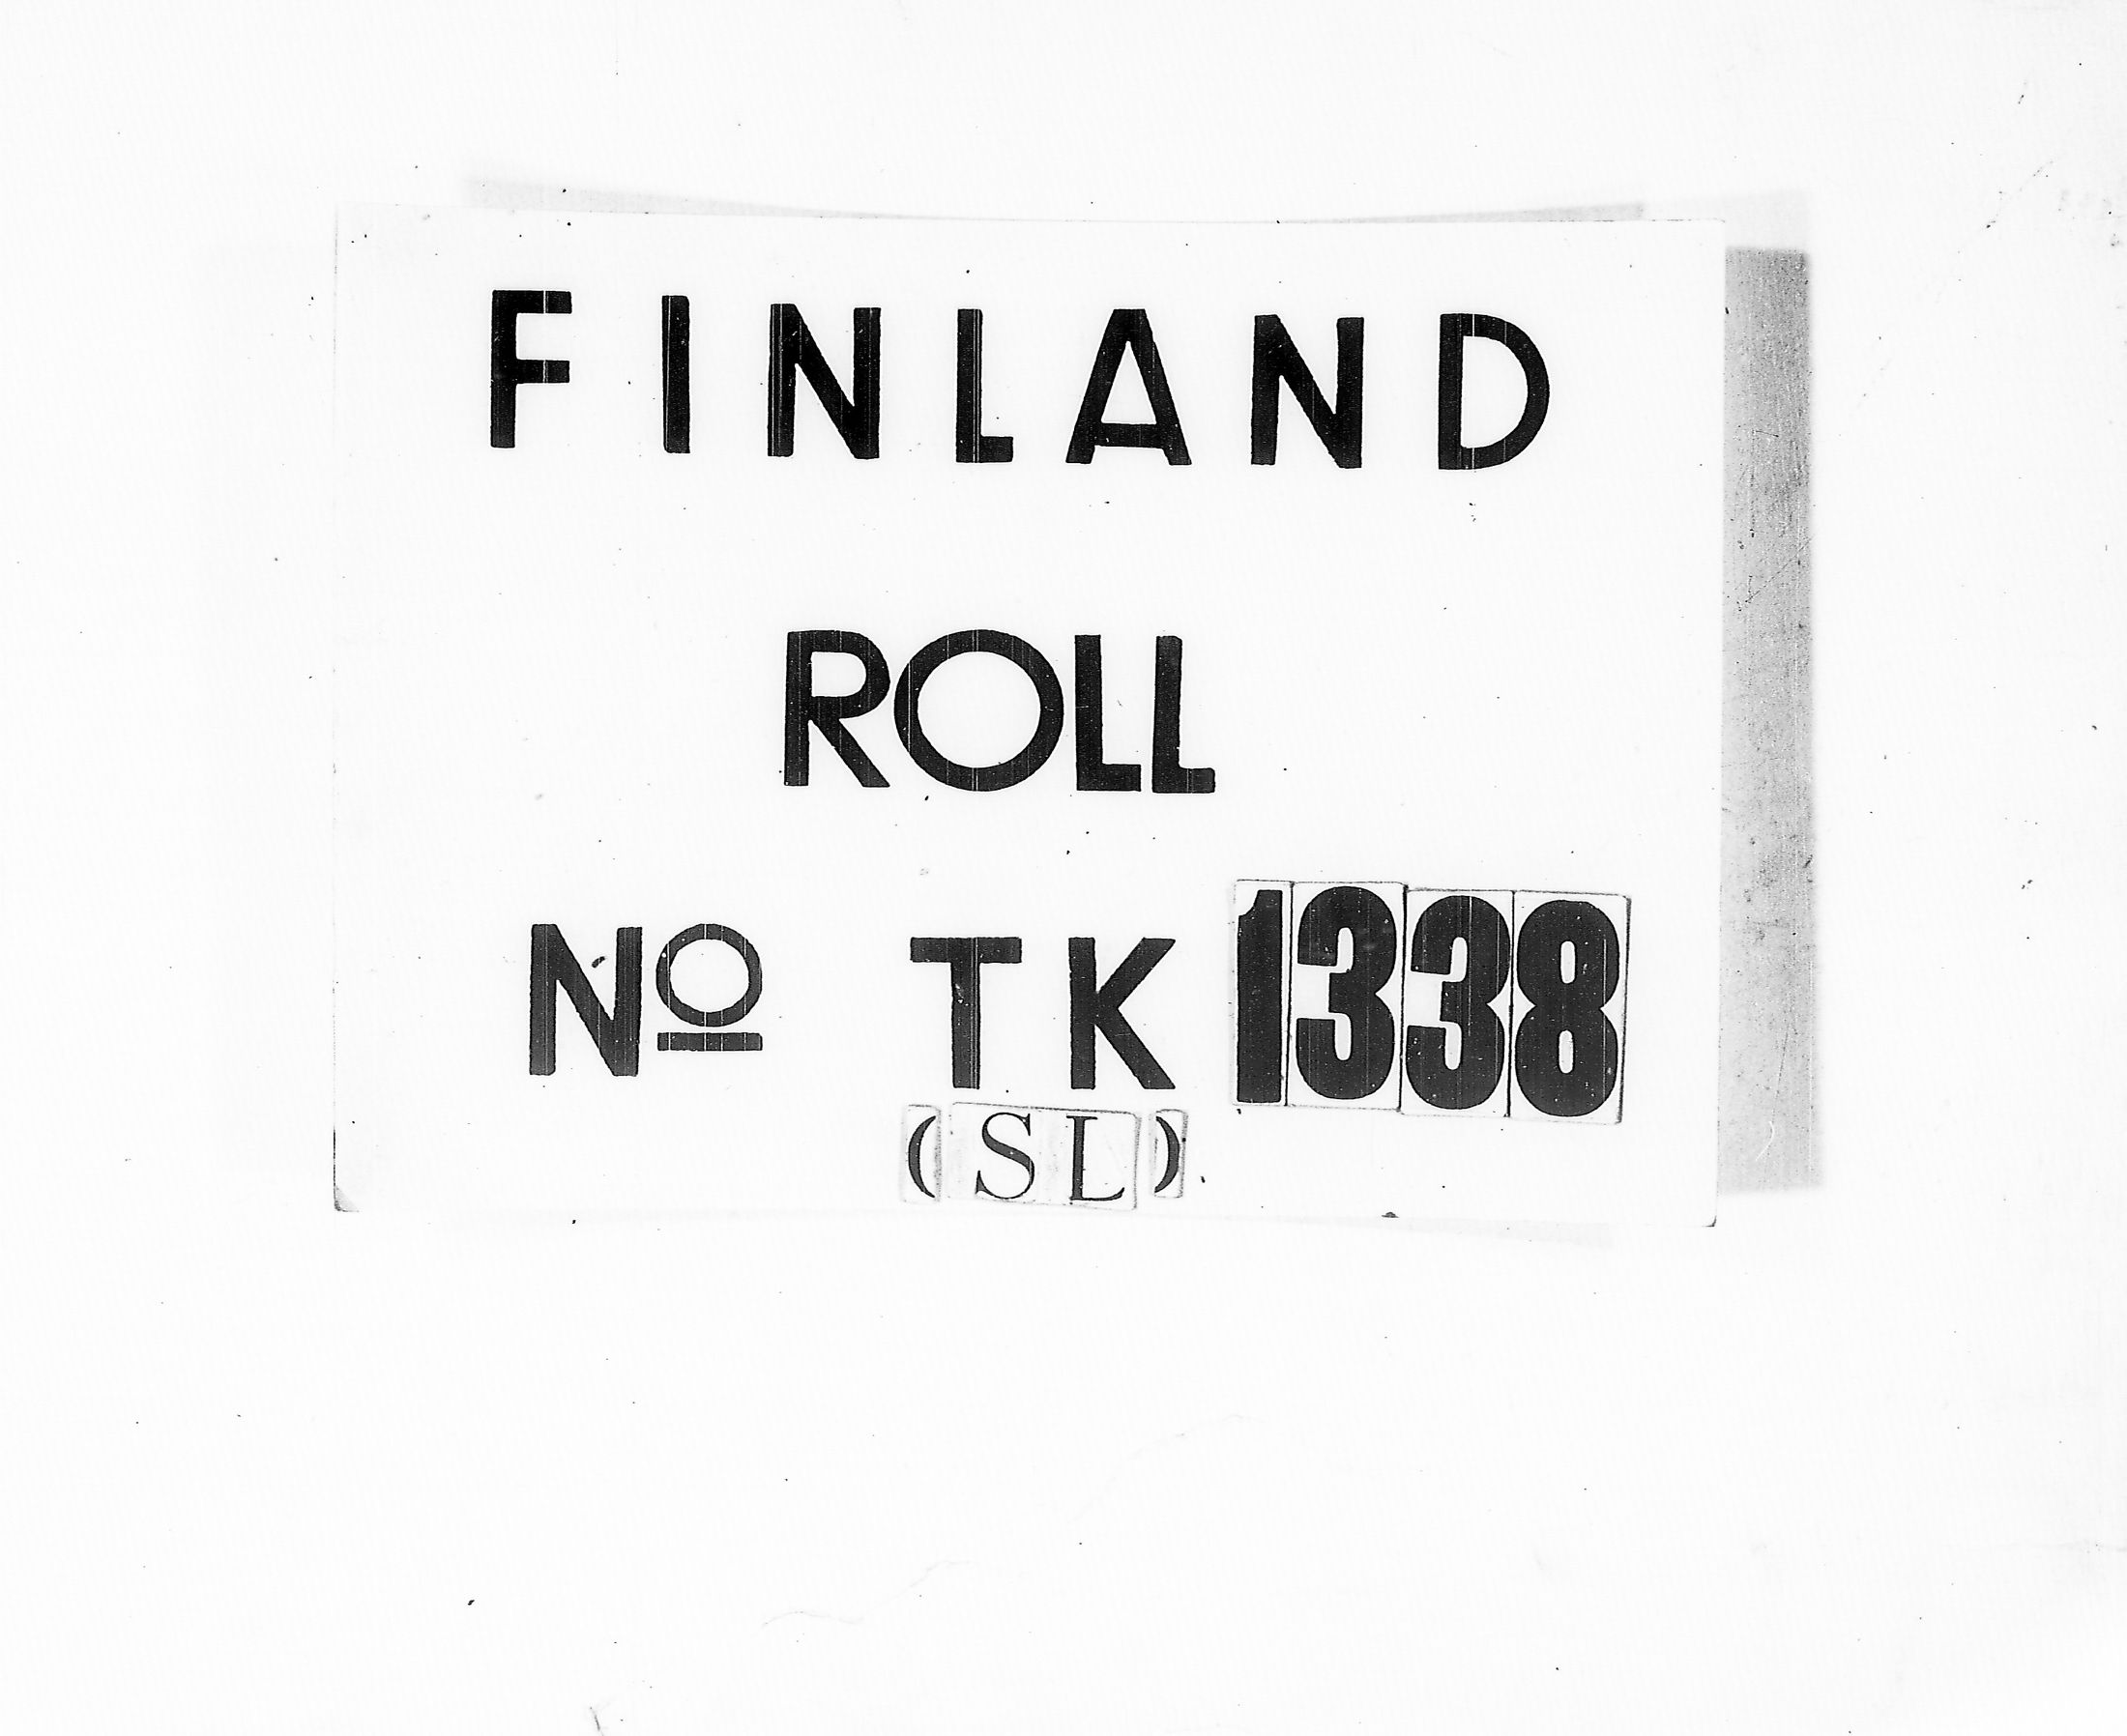 FINLAND
ROLL
Nº TK 1338
(SL)